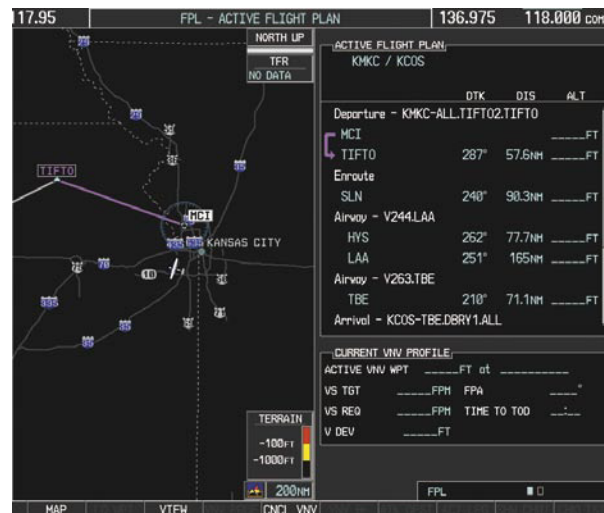 117.95 FPL – ACTIVE FLIGHT PLAN 136.975 118.000 COM
NORTH UP
TFR
NO DATA
TIFTO
MCI
KANSAS CITY
TERRAIN
-100FT
-1000FT
200NM
ACTIVE FLIGHT PLAN
KMKC / KCOS
DTK DIS ALT
Departure – KMKC-ALL.TIFTO2.TIFTO
MCI _____FT
TIFTO 287° 57.6NM _____FT
Enroute
SLN 240° 90.3NM _____FT
Airway – V244.LAA
HYS 262° 77.7NM _____FT
LAA 251° 165NM _____FT
Airway – V263.TBE
TBE 210° 71.1NM _____FT
Arrival – KCOS-TBE.DBRY1.ALL
CURRENT VNV PROFILE
ACTIVE VNV WPT _____FT at __________
VS TGT _____FPM FPA _____°
VS REQ _____FPM TIME TO TOD __:__
V DEV _____FT
FPL
MAP VIEW CNCL VNV